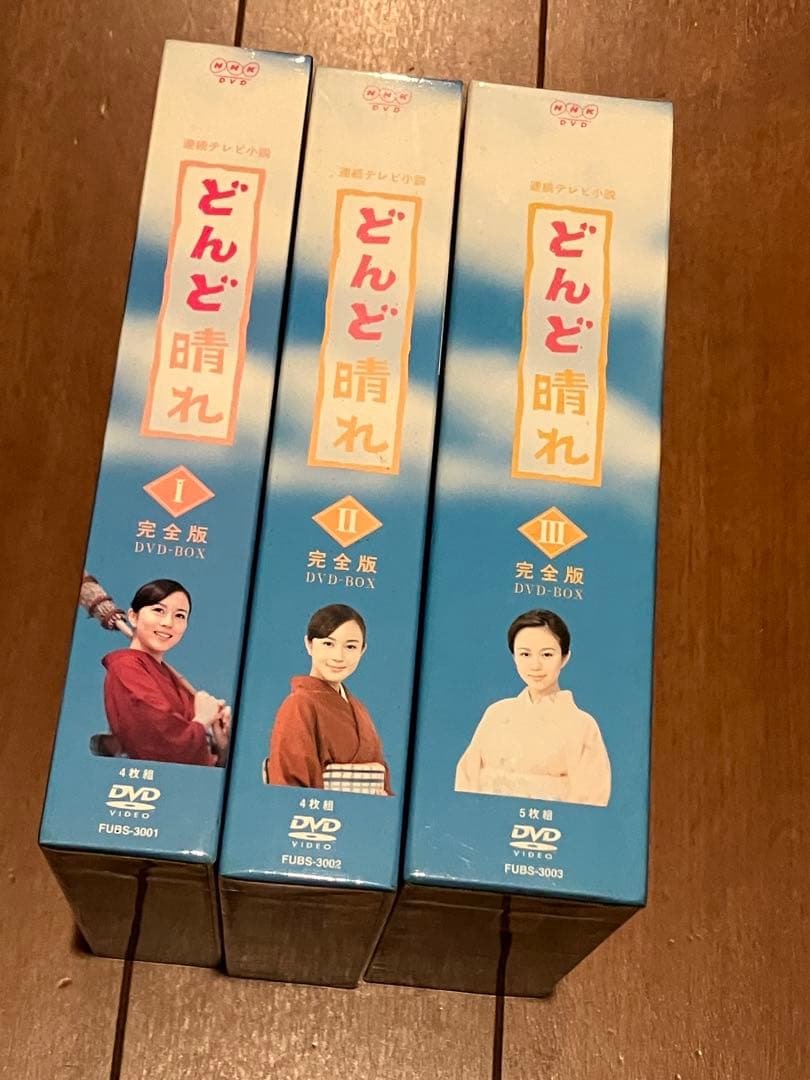 NHK
DVD
連続テレビ小説
どんど晴れ
I
完全版
DVD-BOX
4枚組
DVD
VIDEO
FUBS-3001
NHK
DVD
連続テレビ小説
どんど晴れ
II
完全版
DVD-BOX
4枚組
DVD
VIDEO
FUBS-3002
NHK
DVD
連続テレビ小説
どんど晴れ
III
完全版
DVD-BOX
5枚組
DVD
VIDEO
FUBS-3003